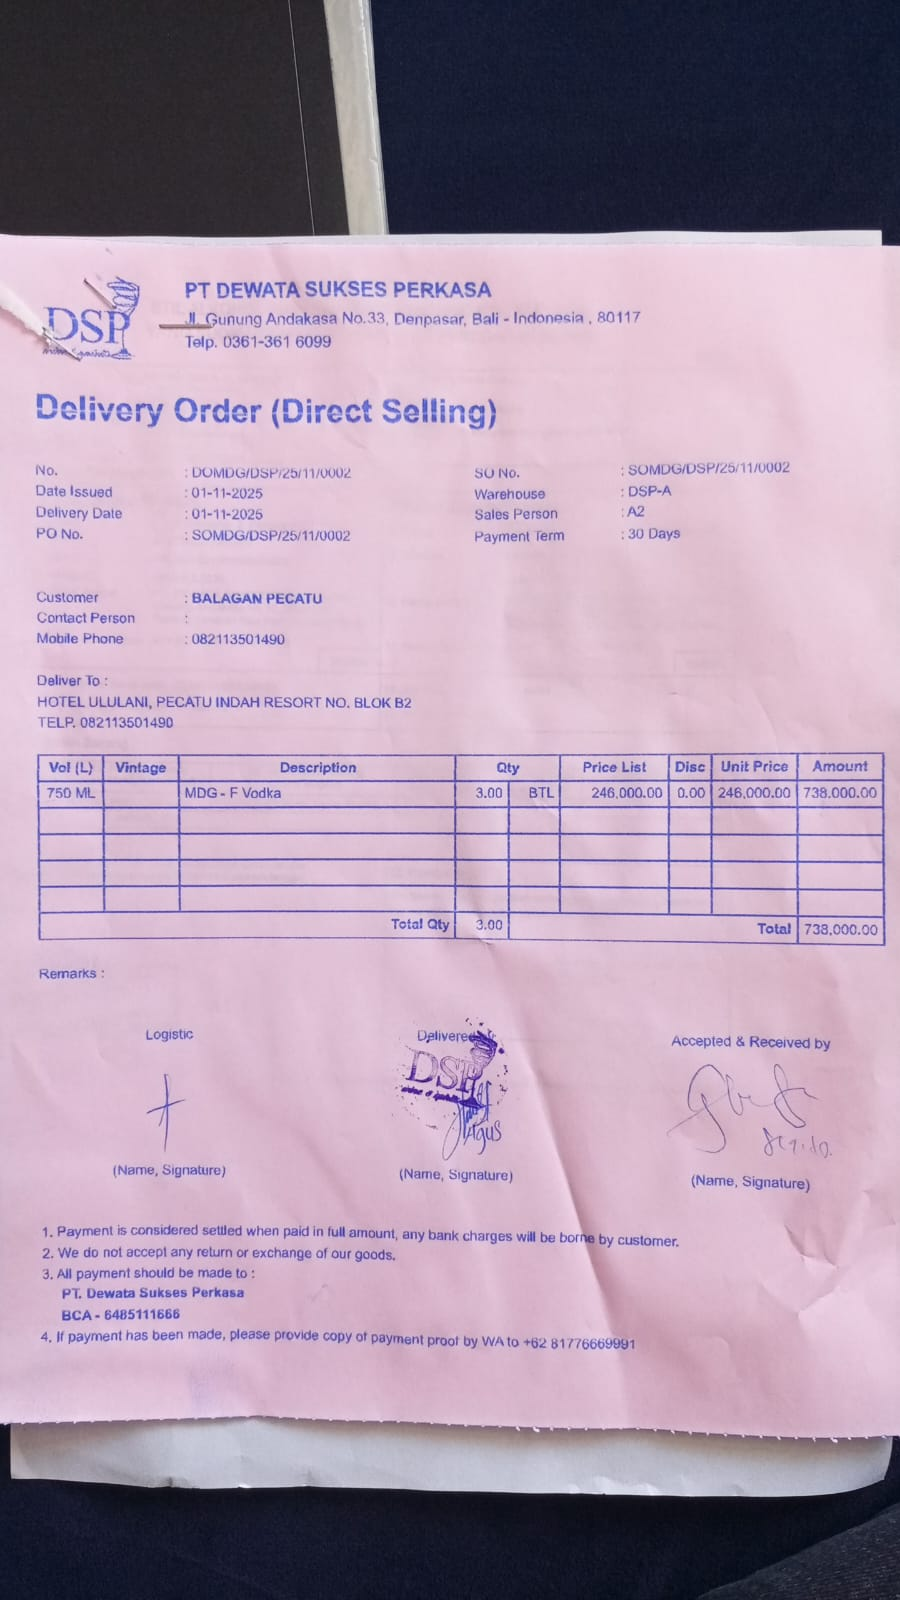 DSP
PT DEWATA SUKSES PERKASA
Jl. Gunung Andakasa No.33, Denpasar, Bali - Indonesia , 80117
Telp. 0361-361 6099
Delivery Order (Direct Selling)
No. : DOMDG/DSP/25/11/0002 SO No. : SOMDG/DSP/25/11/0002
Date Issued : 01-11-2025 Warehouse : DSP-A
Delivery Date : 01-11-2025 Sales Person : A2
PO No. : SOMDG/DSP/25/11/0002 Payment Term : 30 Days
Customer : BALAGAN PECATU
Contact Person :
Mobile Phone : 082113501490
Deliver To :
HOTEL ULULANI, PECATU INDAH RESORT NO. BLOK B2
TELP. 082113501490
Vol (L) Vintage Description Qty Price List Disc Unit Price Amount
750 ML MDG - F Vodka 3.00 BTL 246,000.00 0.00 246,000.00 738,000.00
Total Qty 3.00 Total 738,000.00
Remarks :
Logistic Delivered Accepted & Received by
DSP
Agus
(Name, Signature) (Name, Signature) (Name, Signature)
1. Payment is considered settled when paid in full amount, any bank charges will be borne by customer.
2. We do not accept any return or exchange of our goods.
3. All payment should be made to :
PT. Dewata Sukses Perkasa
BCA - 6485111666
4. If payment has been made, please provide copy of payment proof by WA to +62 81776669991